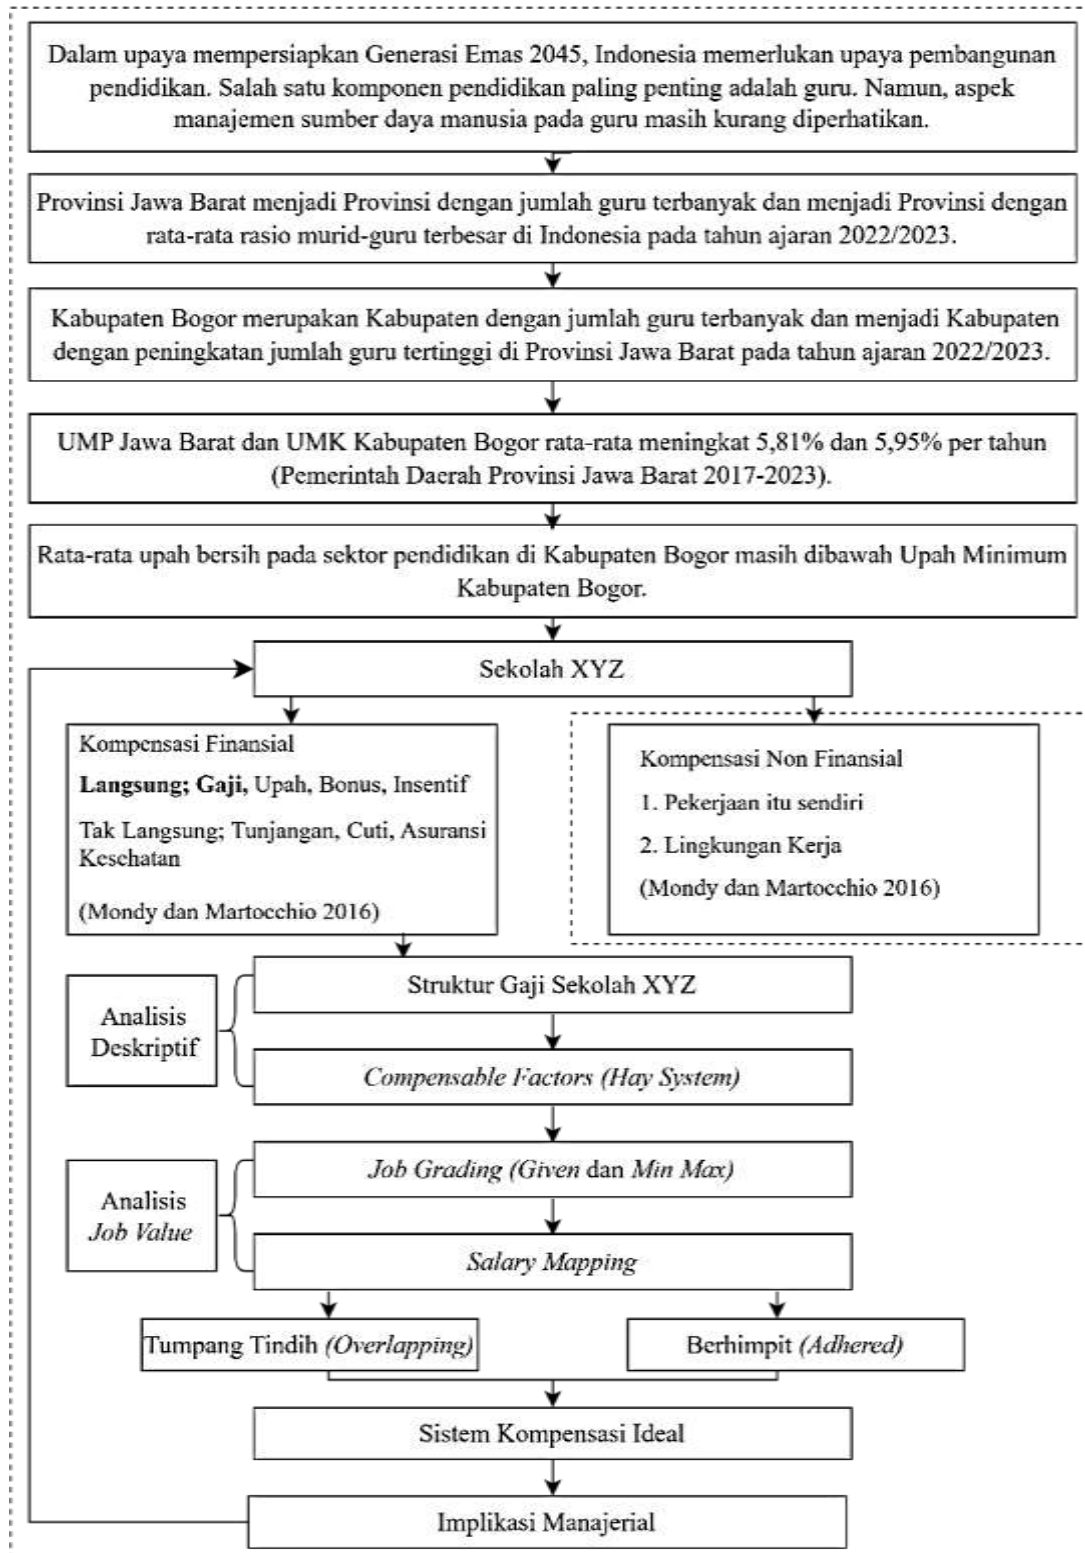 Dalam upaya mempersiapkan Generasi Emas 2045, Indonesia memerlukan upaya pembangunan
pendidikan. Salah satu komponen pendidikan paling penting adalah guru. Namun, aspek
manajemen sumber daya manusia pada guru masih kurang diperhatikan.
Provinsi Jawa Barat menjadi Provinsi dengan jumlah guru terbanyak dan menjadi Provinsi dengan
rata-rata rasio murid-guru terbesar di Indonesia pada tahun ajaran 2022/2023.
Kabupaten Bogor merupakan Kabupaten dengan jumlah guru terbanyak dan menjadi Kabupaten
dengan peningkatan jumlah guru tertinggi di Provinsi Jawa Barat pada tahun ajaran 2022/2023.
UMP Jawa Barat dan UMK Kabupaten Bogor rata-rata meningkat 5,81% dan 5,95% per tahun
(Pemerintah Daerah Provinsi Jawa Barat 2017-2023).
Rata-rata upah bersih pada sektor pendidikan di Kabupaten Bogor masih dibawah Upah Minimum
Kabupaten Bogor.
Sekolah XYZ
Kompensasi Finansial
Langsung; Gaji, Upah, Bonus, Insentif
Tak Langsung; Tunjangan, Cuti, Asuransi
Kesehatan
(Mondy dan Martocchio 2016)
Kompensasi Non Finansial
1. Pekerjaan itu sendiri
2. Lingkungan Kerja
(Mondy dan Martocchio 2016)
Analisis
Deskriptif
Struktur Gaji Sekolah XYZ
Compensable Factors (Hay System)
Analisis
Job Value
Job Grading (Given dan Min Max)
Salary Mapping
Tumpang Tindih (Overlapping)
Berhimpit (Adhered)
Sistem Kompensasi Ideal
Implikasi Manajerial